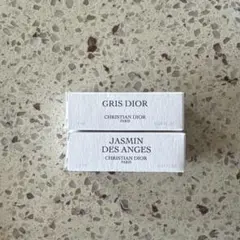 GRIS DIOR
CHRISTIAN DIOR
PARIS
JASMIN
DES ANGES
CHRISTIAN DIOR
PARIS